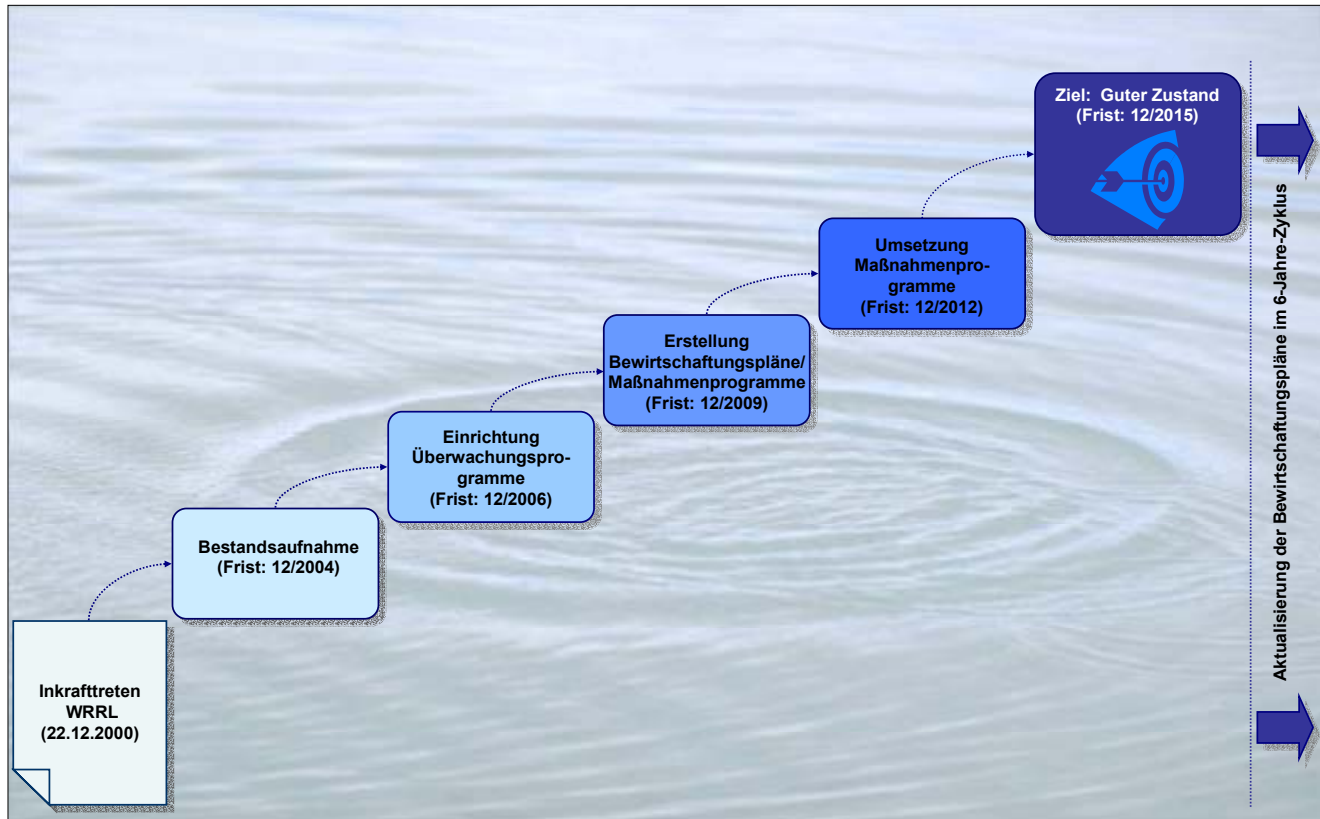 Ziel: Guter Zustand
(Frist: 12/2015)
Umsetzung
Maßnahmenpro-
gramme
(Frist: 12/2012)
Erstellung
Bewirtschaftungspläne/
Maßnahmenprogramme
(Frist: 12/2009)
Einrichtung
Überwachungspro-
gramme
(Frist: 12/2006)
Bestandsaufnahme
(Frist: 12/2004)
Inkrafttreten
WRRL
(22.12.2000)
Aktualisierung der Bewirtschaftungspläne im 6-Jahre-Zyklus